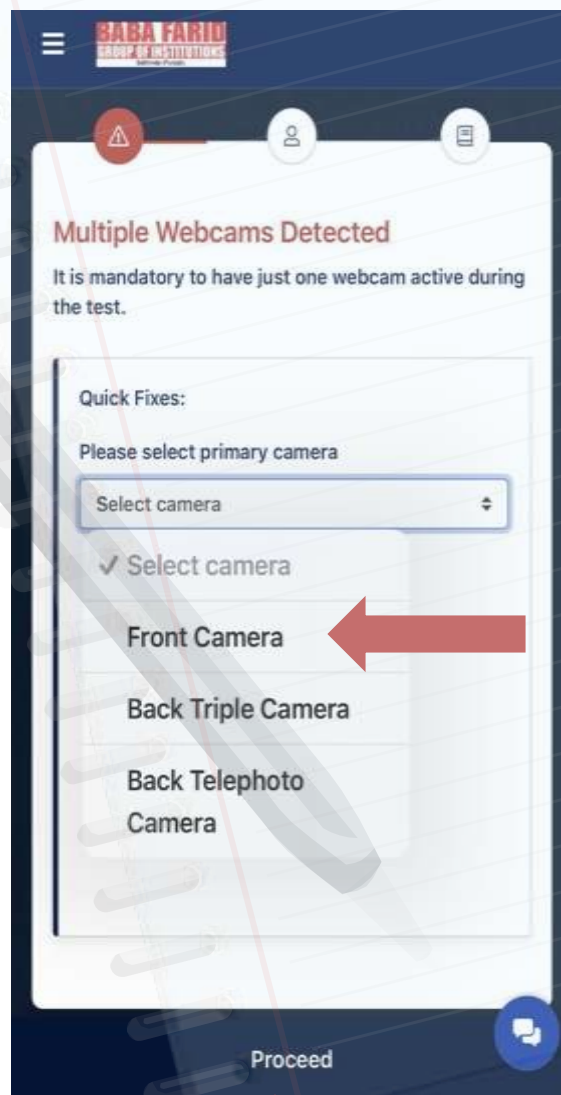 BABA FARID
GROUP OF INSTITUTIONS
Multiple Webcams Detected
It is mandatory to have just one webcam active during
the test.
Quick Fixes:
Please select primary camera
Select camera
✓ Select camera
Front Camera
Back Triple Camera
Back Telephoto
Camera
Proceed